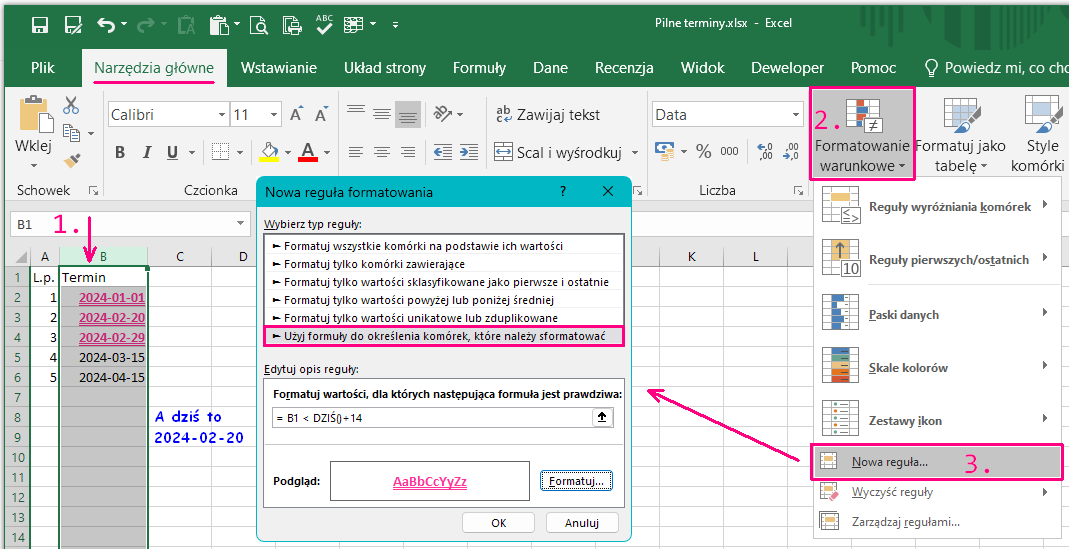 Pilne terminy.xlsx - Excel
Plik Narzędzia główne Wstawianie Układ strony Formuły Dane Recenzja Widok Deweloper Pomoc Powiedz mi, co chc
Wklej
Schowek
Calibri 11
B I U
A A
A
Czcionka
ab
Zawijaj tekst
Scal i wyśrodkuj
Data
% 000
Liczba
2.
Formatowanie
warunkowe
Formatuj jako
tabelę
Style
komórki
B1
1.
A B C D K L M
1 L.p. Termin
2 1 2024-01-01
3 2 2024-02-20
4 3 2024-02-29
5 4 2024-03-15
6 5 2024-04-15
7
8 A dziś to
9 2024-02-20
10
11
12
13
14
Nowa reguła formatowania ?
Wybierz typ reguły:
► Formatuj wszystkie komórki na podstawie ich wartości
► Formatuj tylko komórki zawierające
► Formatuj tylko wartości sklasyfikowane jako pierwsze i ostatnie
► Formatuj tylko wartości powyżej lub poniżej średniej
► Formatuj tylko wartości unikatowe lub zduplikowane
► Użyj formuły do określenia komórek, które należy sformatować
Edytuj opis reguły:
Formatuj wartości, dla których następująca formuła jest prawdziwa:
= B1 < DZIŚ()+14
Podgląd: AaBbCcYyZz Formatuj...
OK Anuluj
Reguły wyróżniania komórek
Reguły pierwszych/ostatnich
Paski danych
Skale kolorów
Zestawy ikon
Nowa reguła... 3.
Wyczyść reguły
Zarządzaj regułami...